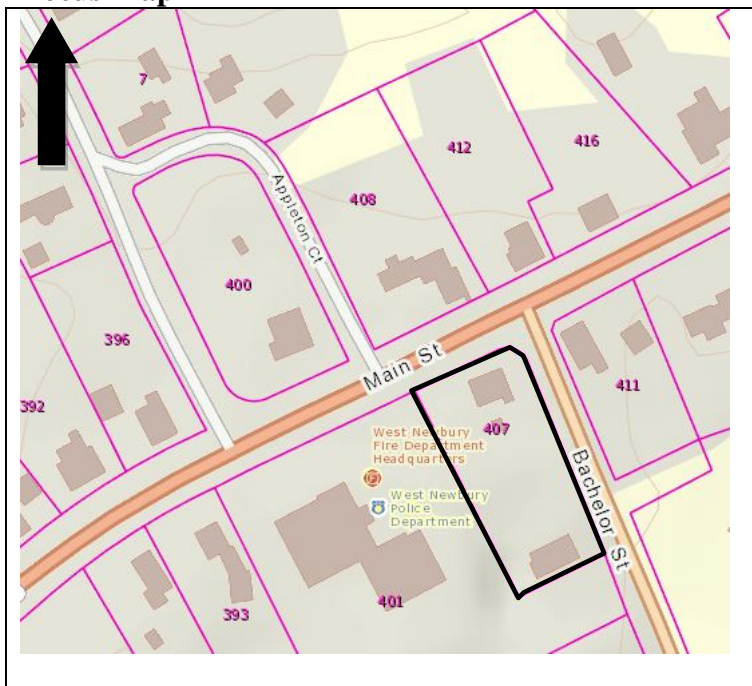 7
412
416
408
Appleton Ct
400
396
392
Main St
411
407
West Newbury
Fire Department
Headquarters
F
West Newbury
Police
Department
Bachelor St
401
393